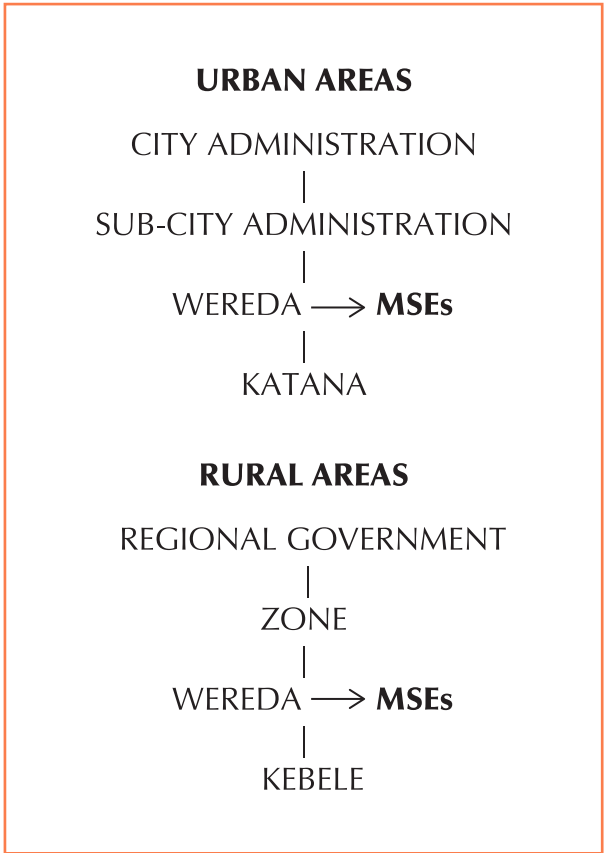 URBAN AREAS
CITY ADMINISTRATION
SUB-CITY ADMINISTRATION
WEREDA → MSEs
KATANA
RURAL AREAS
REGIONAL GOVERNMENT
ZONE
WEREDA → MSEs
KEBELE